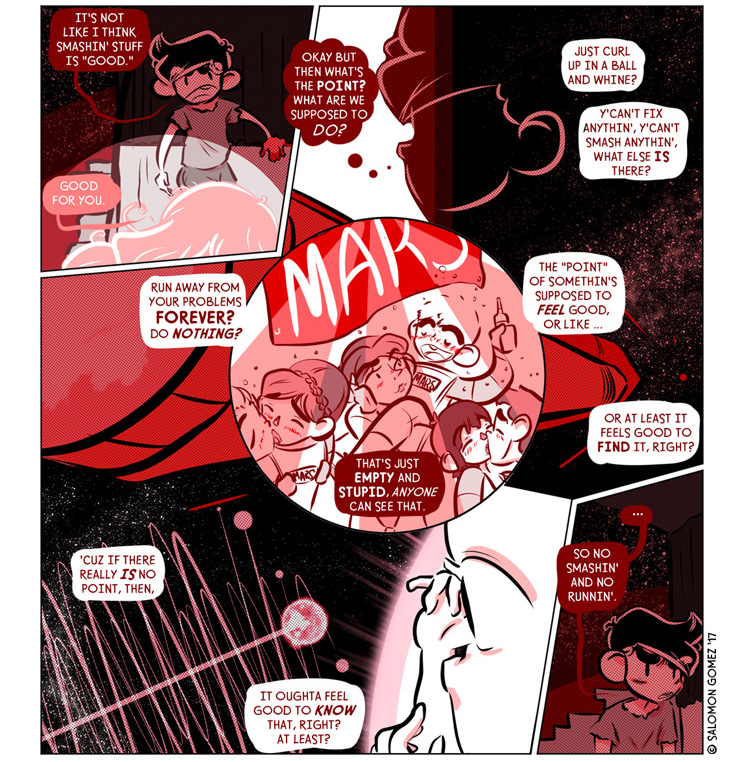 IT'S NOT
LIKE I THINK
SMASHIN' STUFF
IS "GOOD."
GOOD
FOR YOU.
OKAY BUT
THEN WHAT'S
THE POINT?
WHAT ARE WE
SUPPOSED TO
DO?
JUST CURL
UP IN A BALL
AND WHINE?
Y'CAN'T FIX
ANYTHIN', Y'CAN'T
SMASH ANYTHIN',
WHAT ELSE IS
THERE?
RUN AWAY FROM
YOUR PROBLEMS
FOREVER?
DO NOTHING?
MARS
MARS
MARS
THAT'S JUST
EMPTY AND
STUPID, ANYONE
CAN SEE THAT.
THE "POINT"
OF SOMETHIN'S
SUPPOSED TO
FEEL GOOD,
OR LIKE ...
OR AT LEAST IT
FEELS GOOD TO
FIND IT, RIGHT?
'CUZ IF THERE
REALLY IS NO
POINT, THEN,
IT OUGHTA FEEL
GOOD TO KNOW
THAT, RIGHT?
AT LEAST?
...
SO NO
SMASHIN'
AND NO
RUNNIN'.
© SALOMON GOMEZ '17